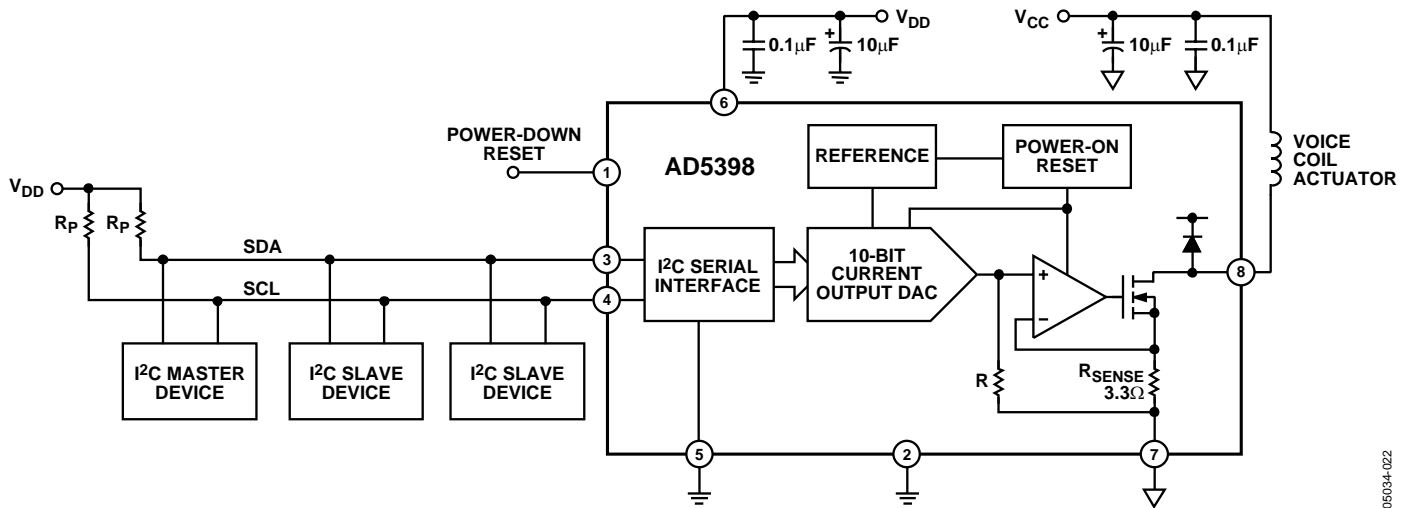 V_DD
V_CC
0.1μF
10μF
10μF
0.1μF
6
POWER-DOWN
RESET
1
AD5398
REFERENCE
POWER-ON
RESET
VOICE
COIL
ACTUATOR
V_DD
R_P
R_P
SDA
3
I²C SERIAL
INTERFACE
10-BIT
CURRENT
OUTPUT DAC
+
–
8
SCL
4
I²C MASTER
DEVICE
I²C SLAVE
DEVICE
I²C SLAVE
DEVICE
R
R_SENSE
3.3Ω
5
2
7
05034-022